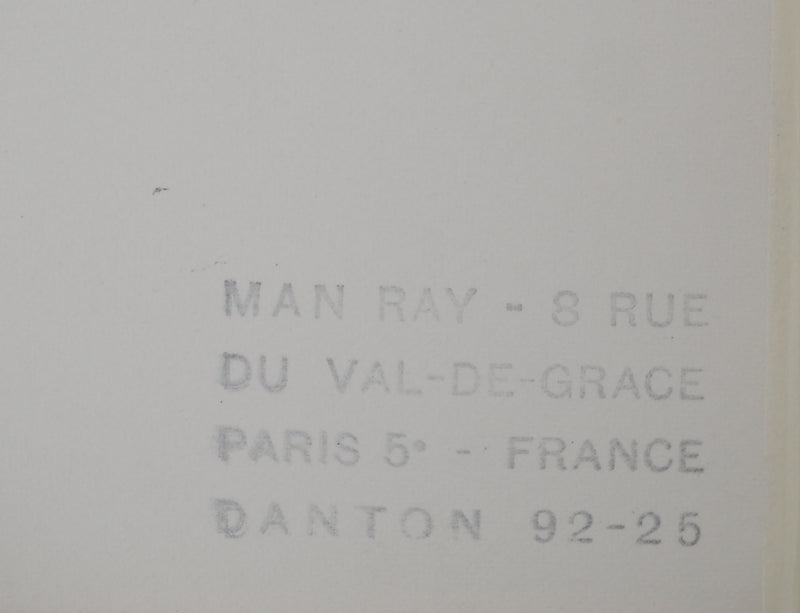 MAN RAY - 8 RUE
DU VAL-DE-GRACE
PARIS 5e - FRANCE
DANTON 92-25